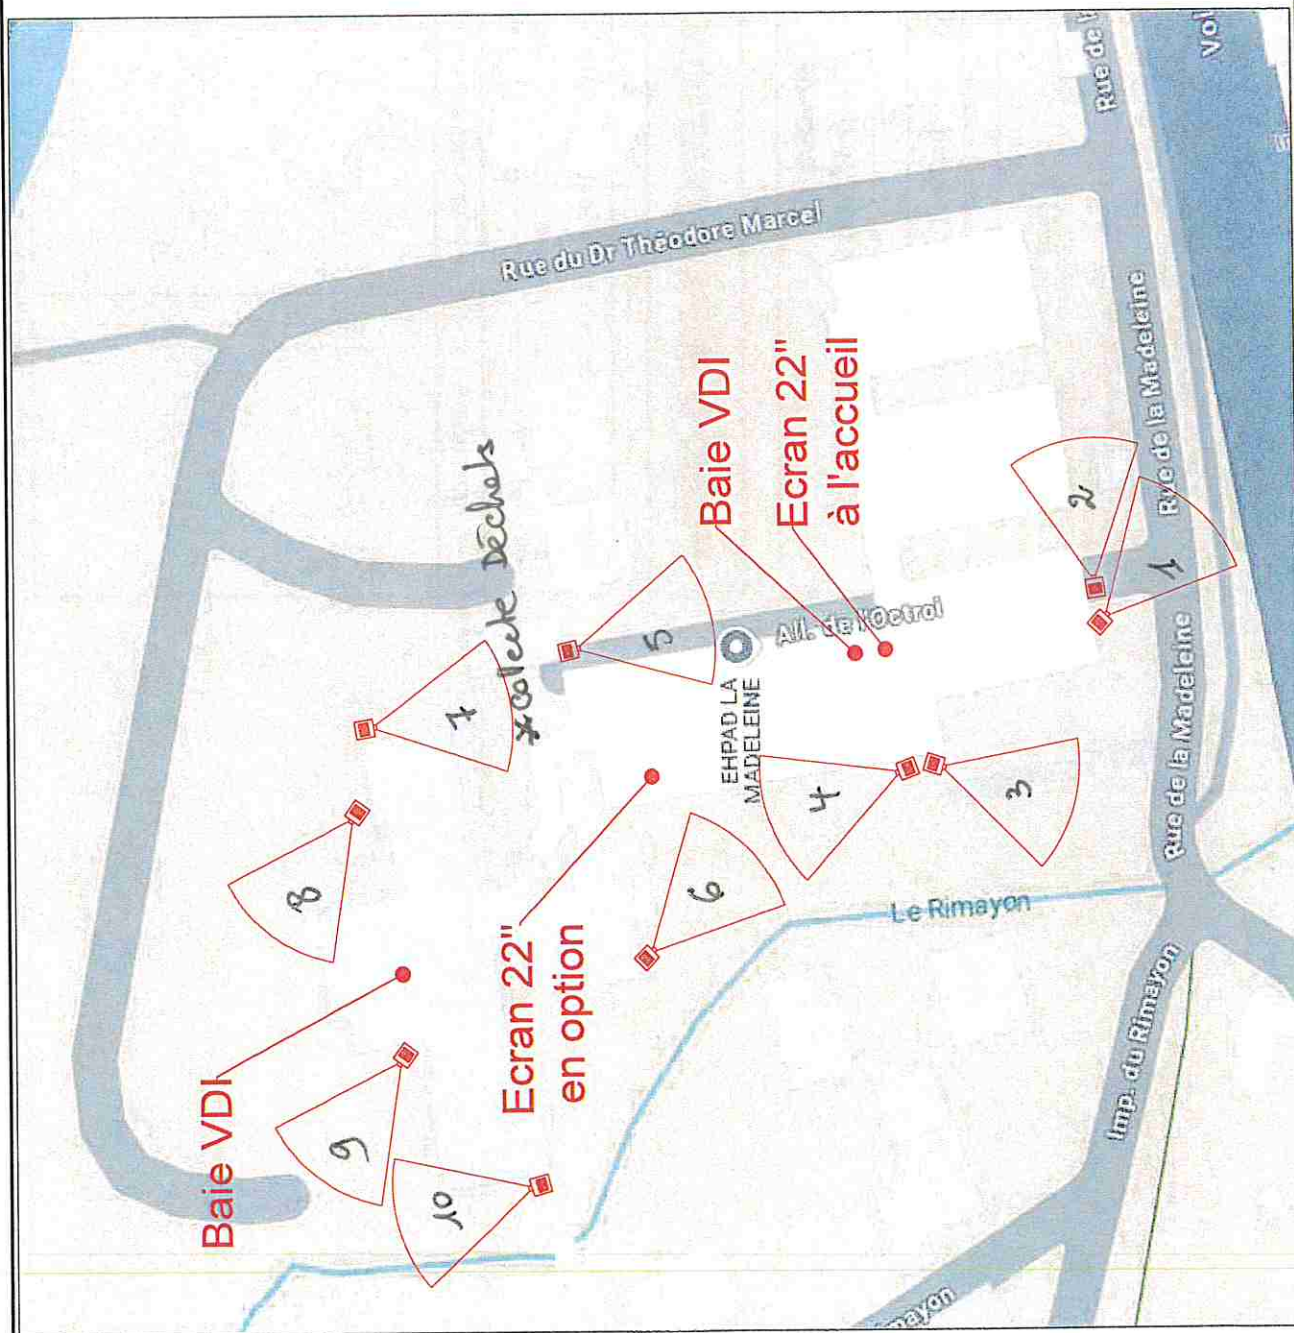 Rue de
Vol
Rue du Dr Théodore Marcel
Rue de la Madeleine
Baie VDI
Ecran 22"
à l'accueil
*Collecte Déchets
2
1
All. de l'Octroi
5
7
EHPAD LA
MADELEINE
4
3
8
6
Rue de la Madeleine
Le Rimayon
Ecran 22"
en option
Baie VDI
9
10
Imp. du Rimayon
mayon